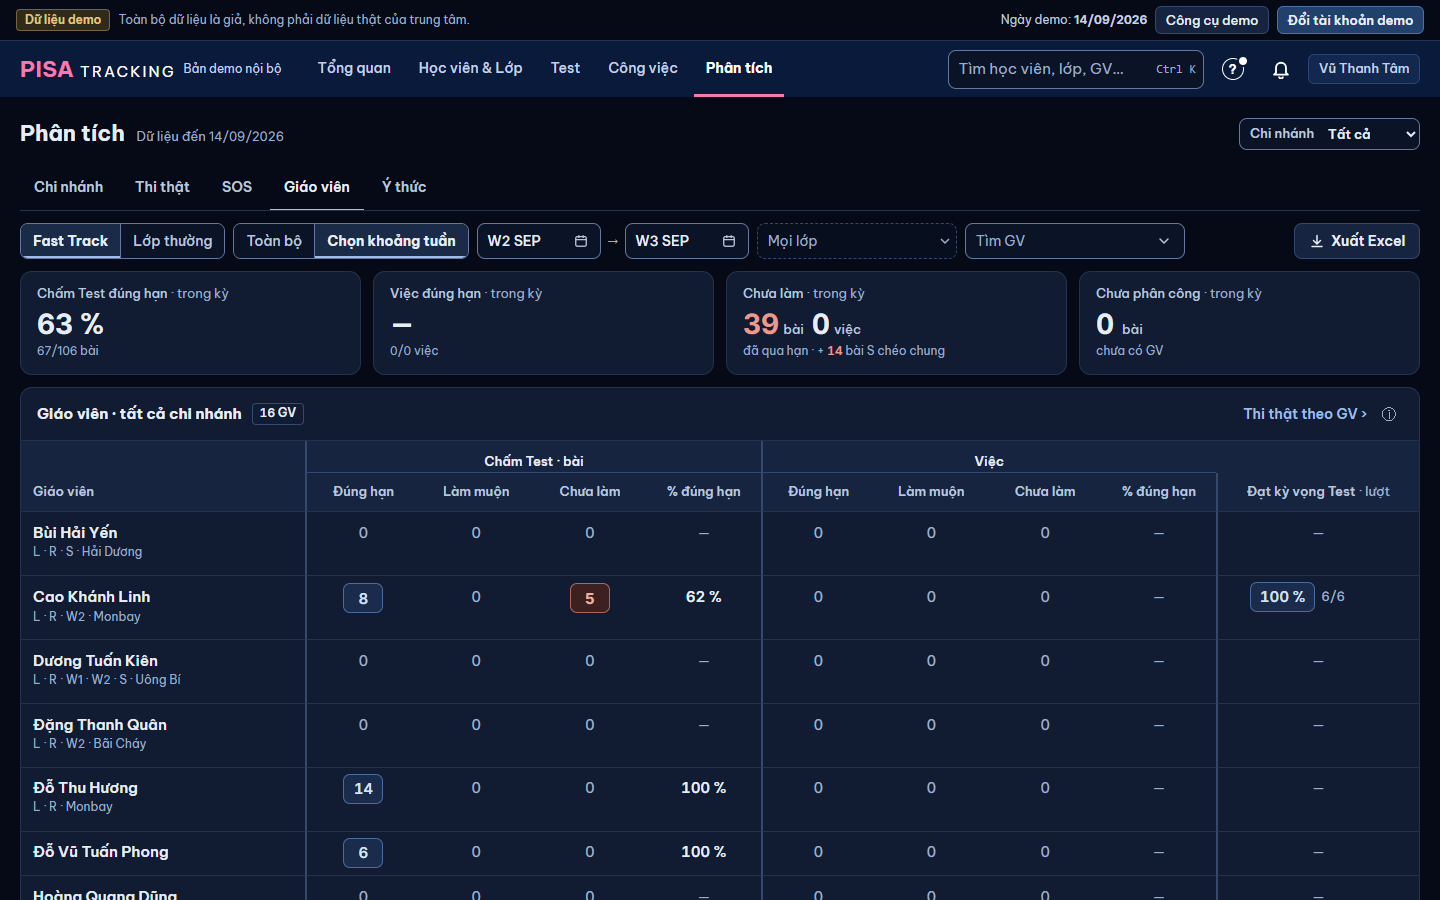 Dữ liệu demo Toàn bộ dữ liệu là giả, không phải dữ liệu thật của trung tâm. Ngày demo: 14/09/2026 Công cụ demo Đổi tài khoản demo
PISA TRACKING Bản demo nội bộ Tổng quan Học viên & Lớp Test Công việc Phân tích Tìm học viên, lớp, GV... Ctrl K ? Vũ Thanh Tâm
Phân tích Dữ liệu đến 14/09/2026 Chi nhánh Tất cả
Chi nhánh Thi thật SOS Giáo viên Ý thức
Fast Track Lớp thường Toàn bộ Chọn khoảng tuần W2 SEP → W3 SEP Mọi lớp Tìm GV Xuất Excel
Chấm Test đúng hạn · trong kỳ
63 %
67/106 bài
Việc đúng hạn · trong kỳ
—
0/0 việc
Chưa làm · trong kỳ
39 bài 0 việc
đã quá hạn · + 14 bài S chéo chung
Chưa phân công · trong kỳ
0 bài
chưa có GV
Giáo viên · tất cả chi nhánh 16 GV Thi thật theo GV ›
Chấm Test · bài Việc
Giáo viên Đúng hạn Làm muộn Chưa làm % đúng hạn Đúng hạn Làm muộn Chưa làm % đúng hạn Đạt kỳ vọng Test · lượt
Bùi Hải Yến 0 0 0 — 0 0 0 — —
L · R · S · Hải Dương
Cao Khánh Linh 8 0 5 62 % 0 0 0 — 100 % 6/6
L · R · W2 · Monbay
Dương Tuấn Kiên 0 0 0 — 0 0 0 — —
L · R · W1 · W2 · S · Uông Bí
Đặng Thanh Quân 0 0 0 — 0 0 0 — —
L · R · W2 · Bãi Cháy
Đỗ Thu Hương 14 0 0 100 % 0 0 0 — —
L · R · Monbay
Đỗ Vũ Tuấn Phong 6 0 0 100 % 0 0 0 — —
Hoàng Quang Dũng 0 0 0 — 0 0 0 — —